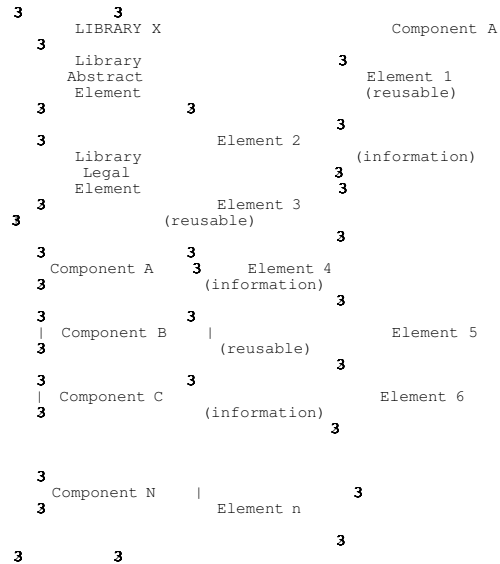 3 3
LIBRARY X Component A
3
Library 3
Abstract Element 1
Element (reusable)
3 3
3
3 Element 2
Library (information)
Legal 3
Element 3
3 Element 3
3 (reusable)
3
3 3
Component A 3 Element 4
3 (information)
3
3 3
| Component B | Element 5
3 (reusable)
3
3 3
| Component C Element 6
3 (information)
3
3
Component N | 3
3 Element n
3
3 3